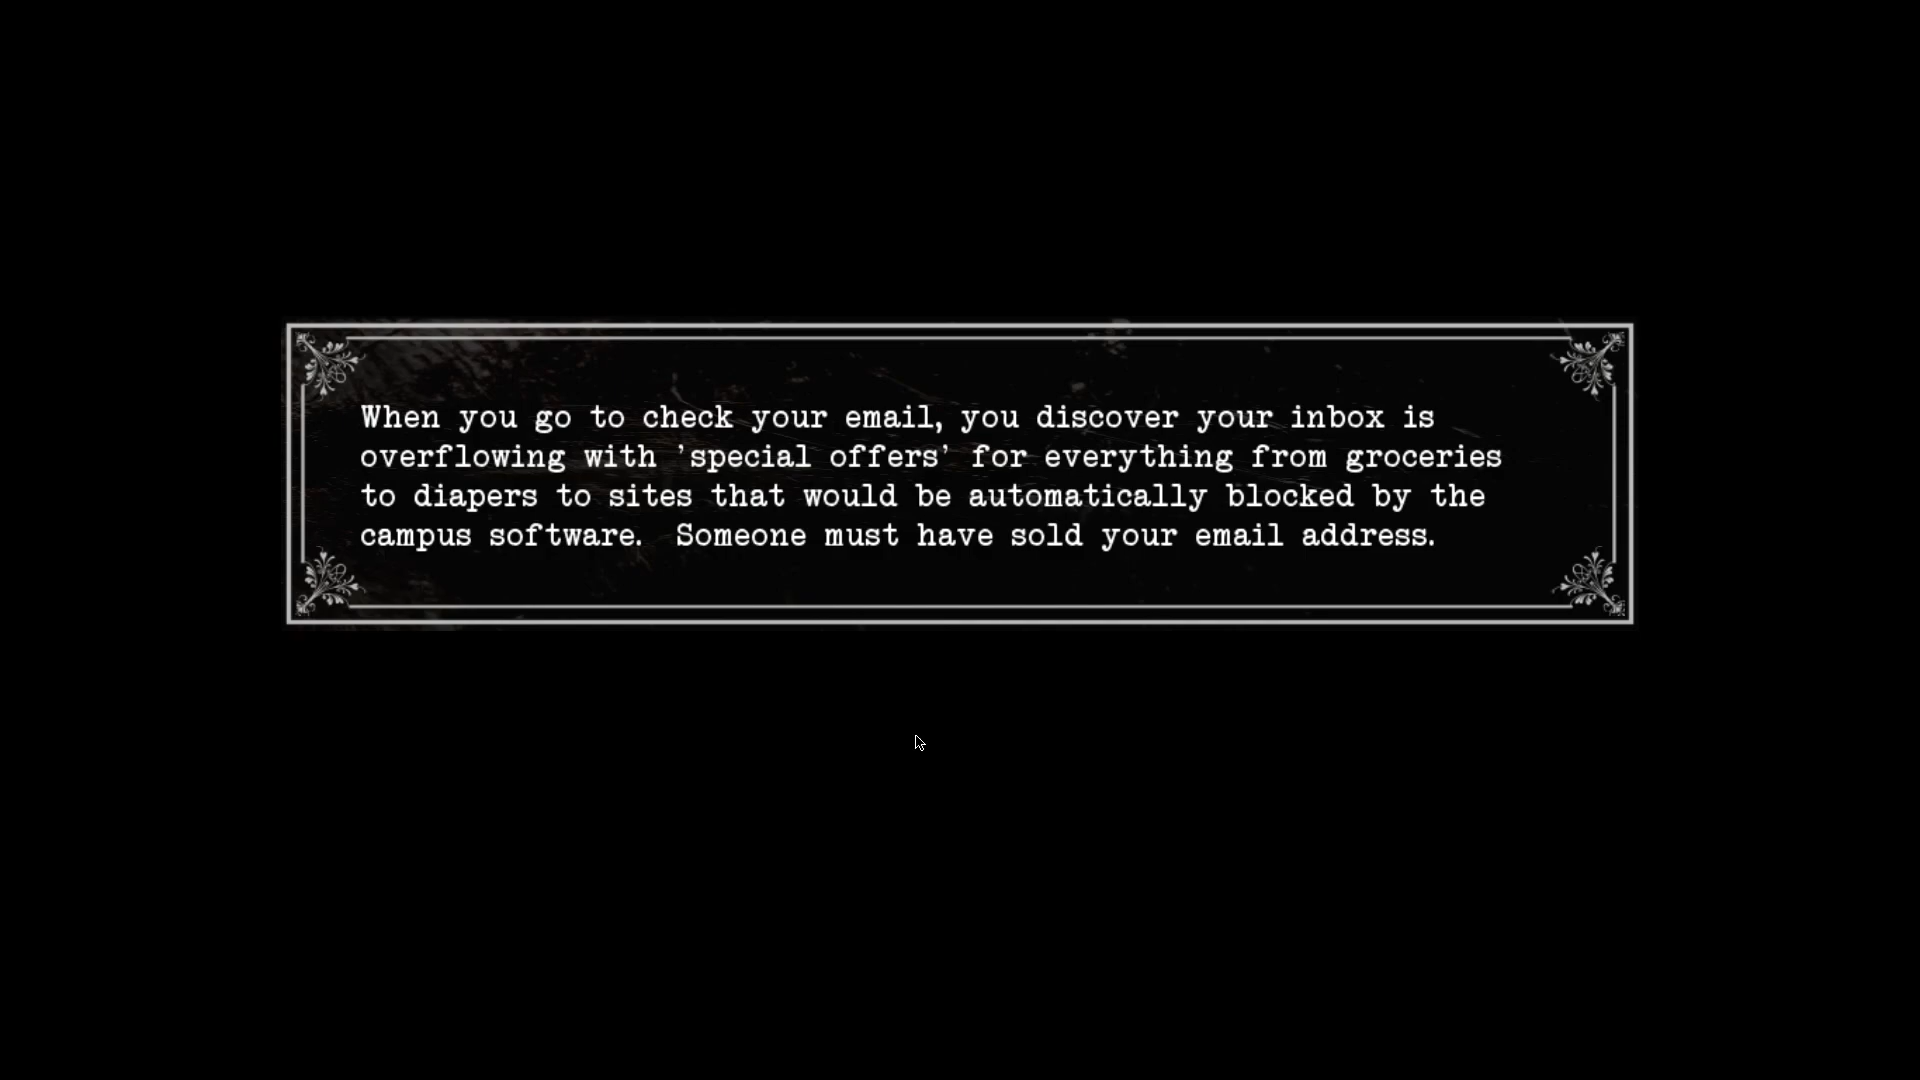 When you go to check your email, you discover your inbox is
overflowing with 'special offers' for everything from groceries
to diapers to sites that would be automatically blocked by the
campus software.  Someone must have sold your email address.